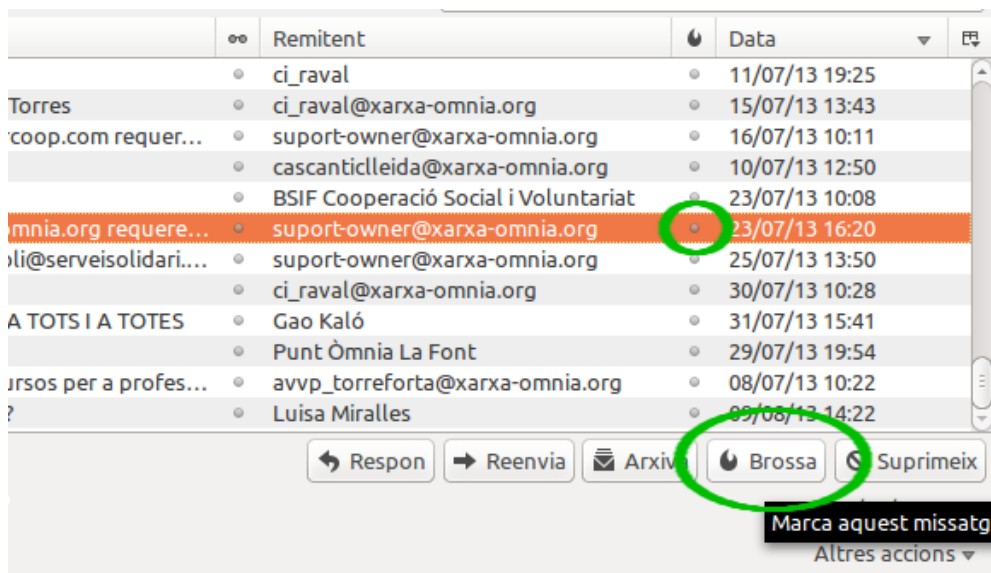 Remitent Data
ci_raval 11/07/13 19:25
Torres ci_raval@xarxa-omnia.org 15/07/13 13:43
rcoop.com requer... suport-owner@xarxa-omnia.org 16/07/13 10:11
cascanticlleida@xarxa-omnia.org 10/07/13 12:50
BSIF Cooperació Social i Voluntariat 23/07/13 10:08
omnia.org requere... suport-owner@xarxa-omnia.org 23/07/13 16:20
oli@serveisolidari.... suport-owner@xarxa-omnia.org 25/07/13 13:50
ci_raval@xarxa-omnia.org 30/07/13 10:28
A TOTS I A TOTES Gao Kaló 31/07/13 15:41
Punt Òmnia La Font 29/07/13 19:54
ursos per a profes... avvp_torreforta@xarxa-omnia.org 08/07/13 10:22
? Luisa Miralles 09/08/13 14:22
Respon Reenvia Arxiva Brossa Suprimeix
Marca aquest missatg
Altres accions